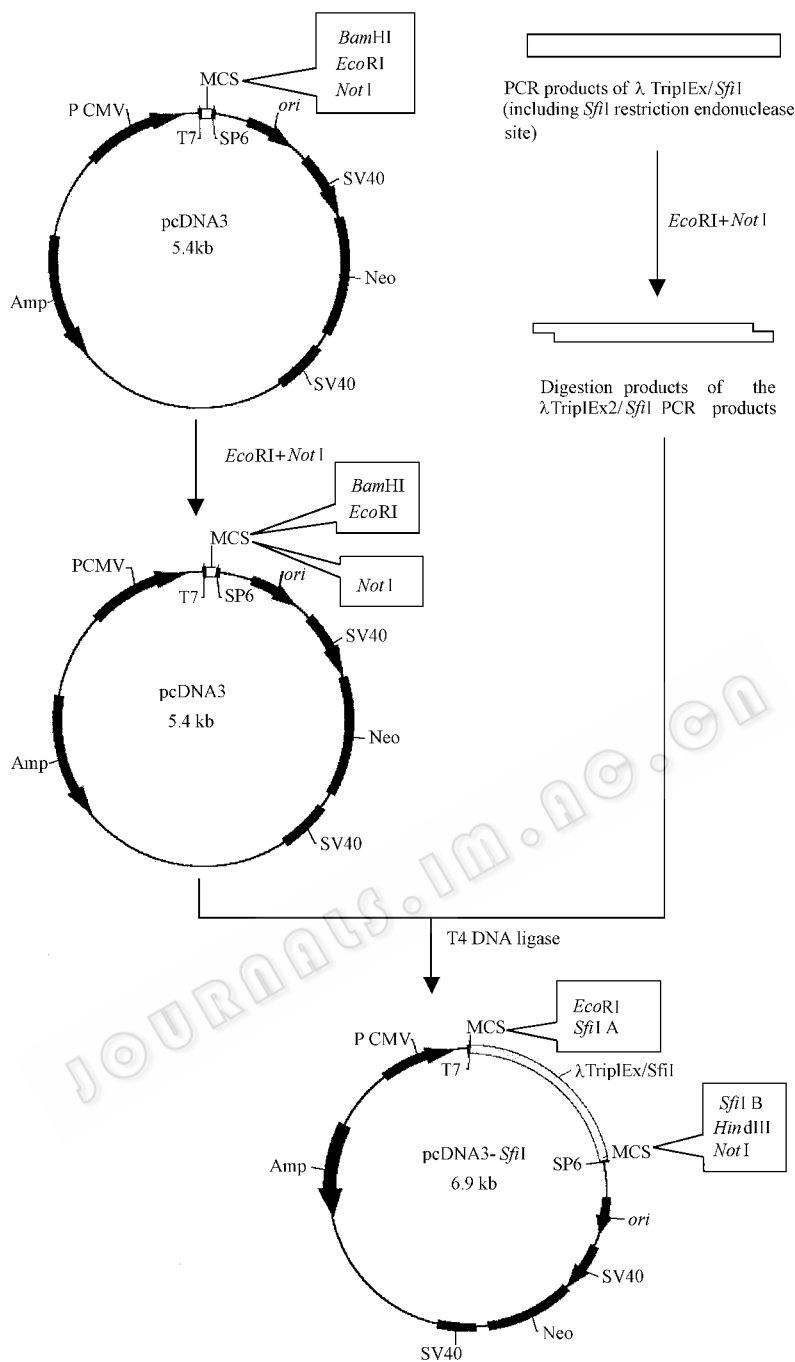 BamHI
EcoRI
Not I
MCS
P CMV
ori
T7
SP6
SV40
pcDNA3
5.4kb
Neo
Amp
SV40
PCR products of λ TriplEx/SfiI
(including SfiI restriction endonuclease
site)
EcoRI+Not I
Digestion products of the
λTriplEx2/SfiI PCR products
EcoRI+Not I
BamHI
EcoRI
MCS
Not I
PCMV
ori
T7
SP6
SV40
pcDNA3
5.4 kb
Neo
Amp
SV40
T4 DNA ligase
EcoRI
SfiI A
MCS
P CMV
T7
λTriplEx/SfiI
SfiI B
HindIII
Not I
MCS
SP6
Amp
pcDNA3-SfiI
6.9 kb
ori
SV40
Neo
SV40
JOURNALS.IM.AC.CN